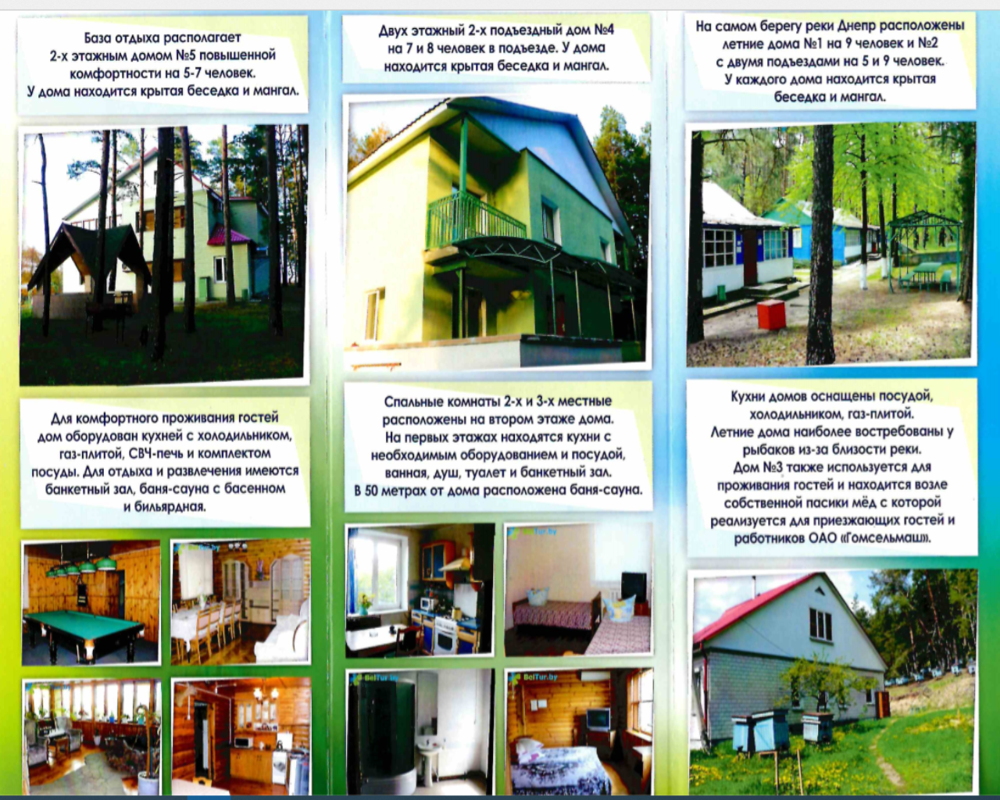 База отдыха располагает
2-х этажным домом №5 повышенной
комфортности на 5-7 человек.
У дома находится крытая беседка и мангал.
Для комфортного проживания гостей
дом оборудован кухней с холодильником,
газ-плитой, СВЧ-печь и комплектом
посуды. Для отдыха и развлечения имеются
банкетный зал, баня-сауна с басенном
и бильярдная.
BelTur.by
Двух этажный 2-х подъездный дом №4
на 7 и 8 человек в подъезде. У дома
находится крытая беседка и мангал.
Спальные комнаты 2-х и 3-х местные
расположены на втором этаже дома.
На первых этажах находятся кухни с
необходимым оборудованием и посудой,
ванная, душ, туалет и банкетный зал.
В 50 метрах от дома расположена баня-сауна.
BelTur.by
BelTur.by
BelTur.by
На самом берегу реки Днепр расположены
летние дома №1 на 9 человек и №2
с двумя подъездами на 5 и 9 человек.
У каждого дома находится крытая
беседка и мангал.
Кухни домов оснащены посудой,
холодильником, газ-плитой.
Летние дома наиболее востребованы у
рыбаков из-за близости реки.
Дом №3 также используется для
проживания гостей и находится возле
собственной пасики мёд с которой
реализуется для приезжающих гостей и
работников ОАО «Гомсельмаш».